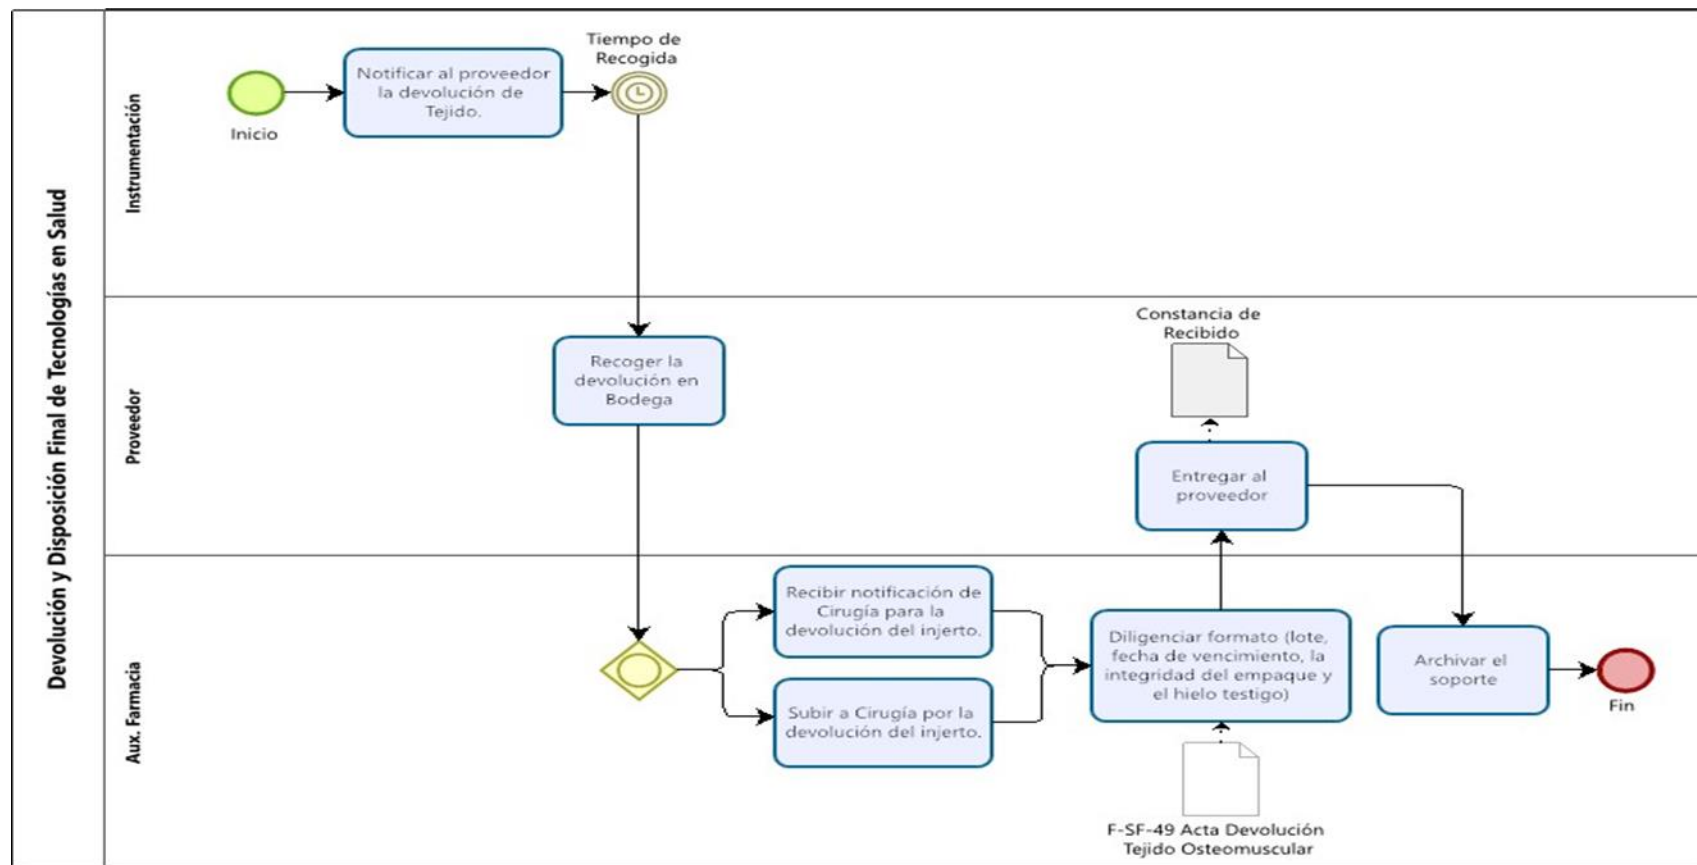 Devolución y Disposición Final de Tecnologías en Salud
Instrumentación
Inicio
Notificar al proveedor
la devolución de
Tejido.
Tiempo de
Recogida
Proveedor
Recoger la
devolución en
Bodega
Constancia de
Recibido
Entregar al
proveedor
Aux. Farmacia
Recibir notificación de
Cirugía para la
devolución del injerto.
Subir a Cirugía por la
devolución del injerto.
Diligenciar formato (lote,
fecha de vencimiento, la
integridad del empaque y
el hielo testigo)
F-SF-49 Acta Devolución
Tejido Osteomuscular
Archivar el
soporte
Fin